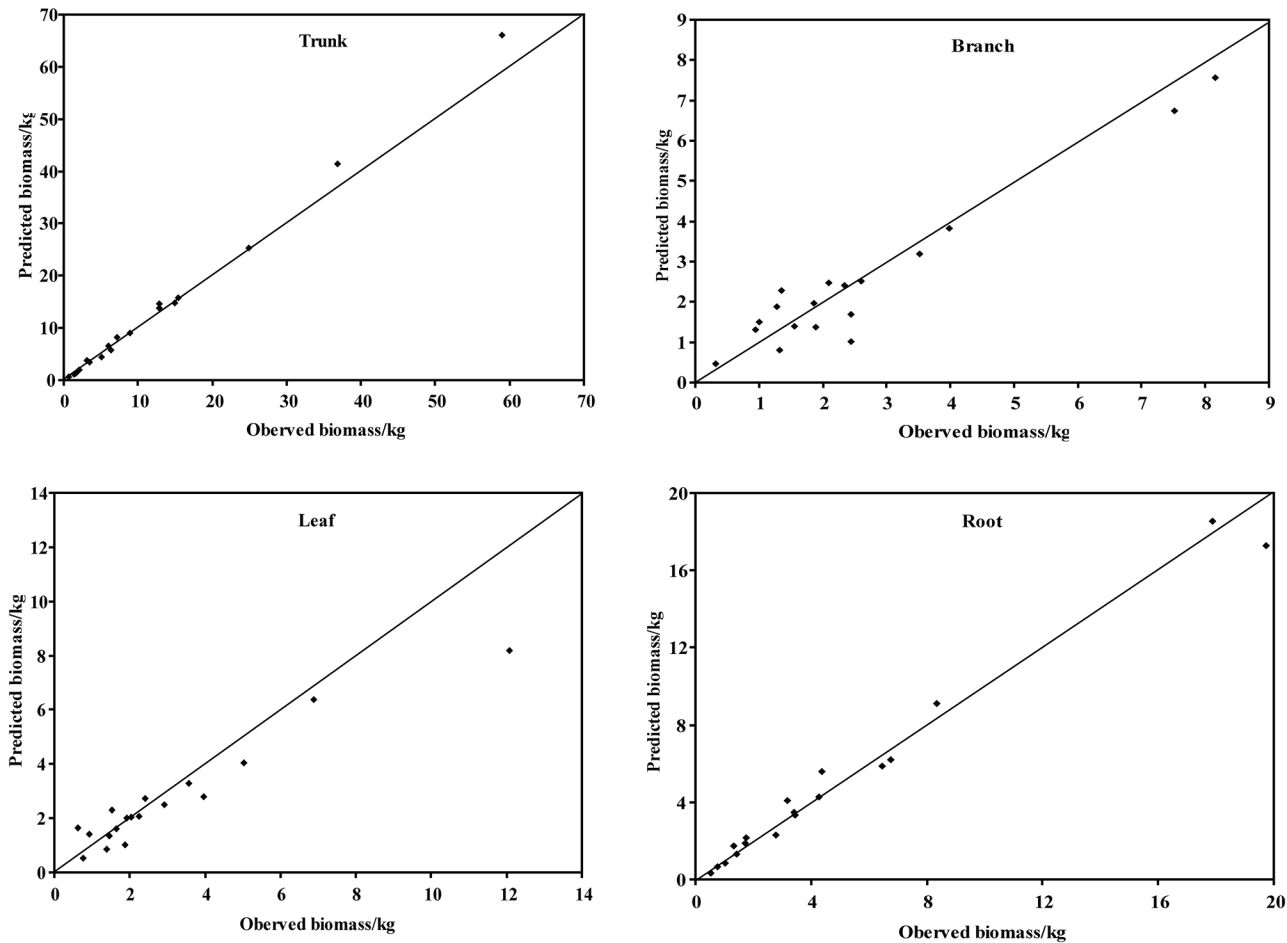 Trunk
Predicted biomass/kg
70
60
50
40
30
20
10
0
0 10 20 30 40 50 60 70
Oberved biomass/kg
Branch
Predicted biomass/kg
9
8
7
6
5
4
3
2
1
0
0 1 2 3 4 5 6 7 8 9
Oberved biomass/kg
Leaf
Predicted biomass/kg
14
12
10
8
6
4
2
0
0 2 4 6 8 10 12 14
Oberved biomass/kg
Root
Predicted biomass/kg
20
16
12
8
4
0
0 4 8 12 16 20
Oberved biomass/kg